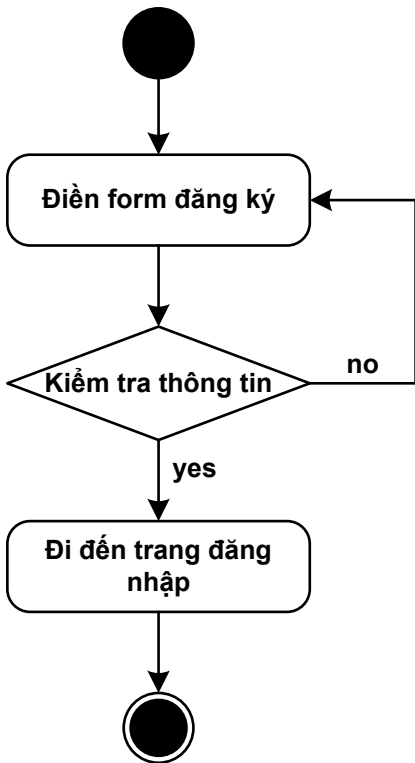 Điền form đăng ký
Kiểm tra thông tin
no
yes
Đi đến trang đăng
nhập